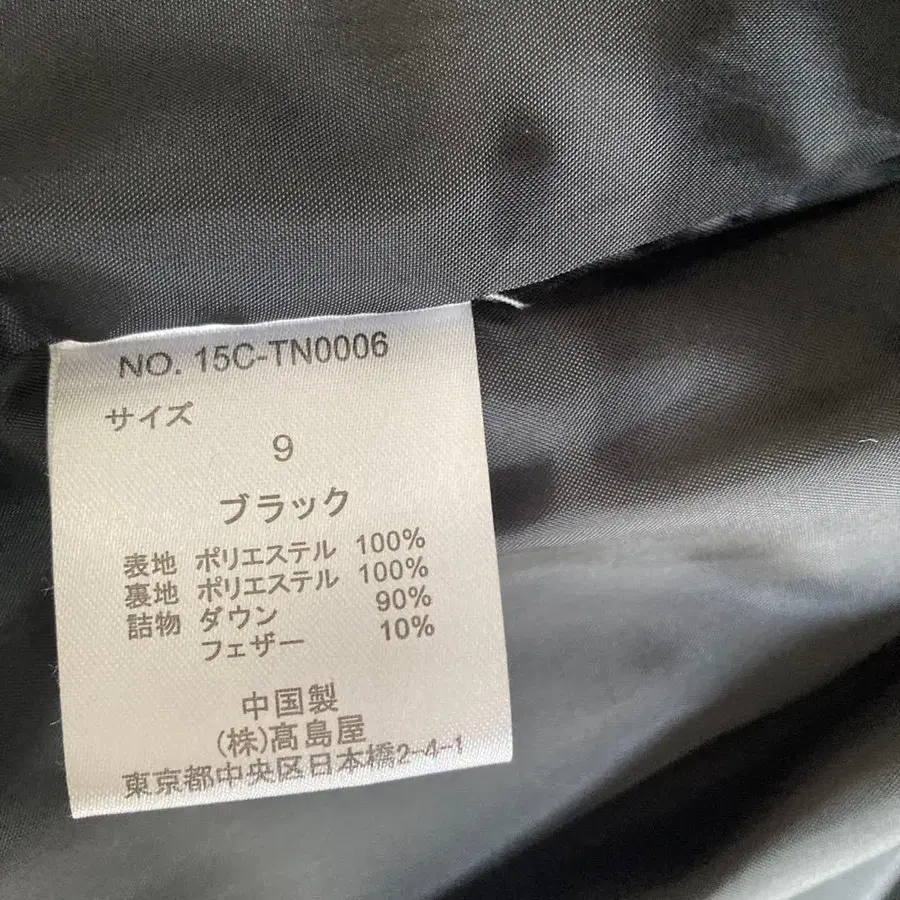 NO. 15C-TN0006
サイズ
9
ブラック
表地 ポリエステル 100%
裏地 ポリエステル 100%
詰物 ダウン 90%
フェザー 10%
中国製
(株)髙島屋
東京都中央区日本橋2-4-1